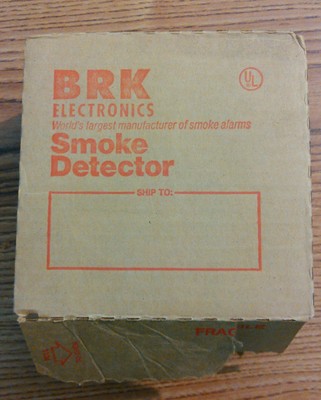 BRK
UL
ELECTRONICS
World's largest manufacturer of smoke alarms
Smoke
Detector
SHIP TO: